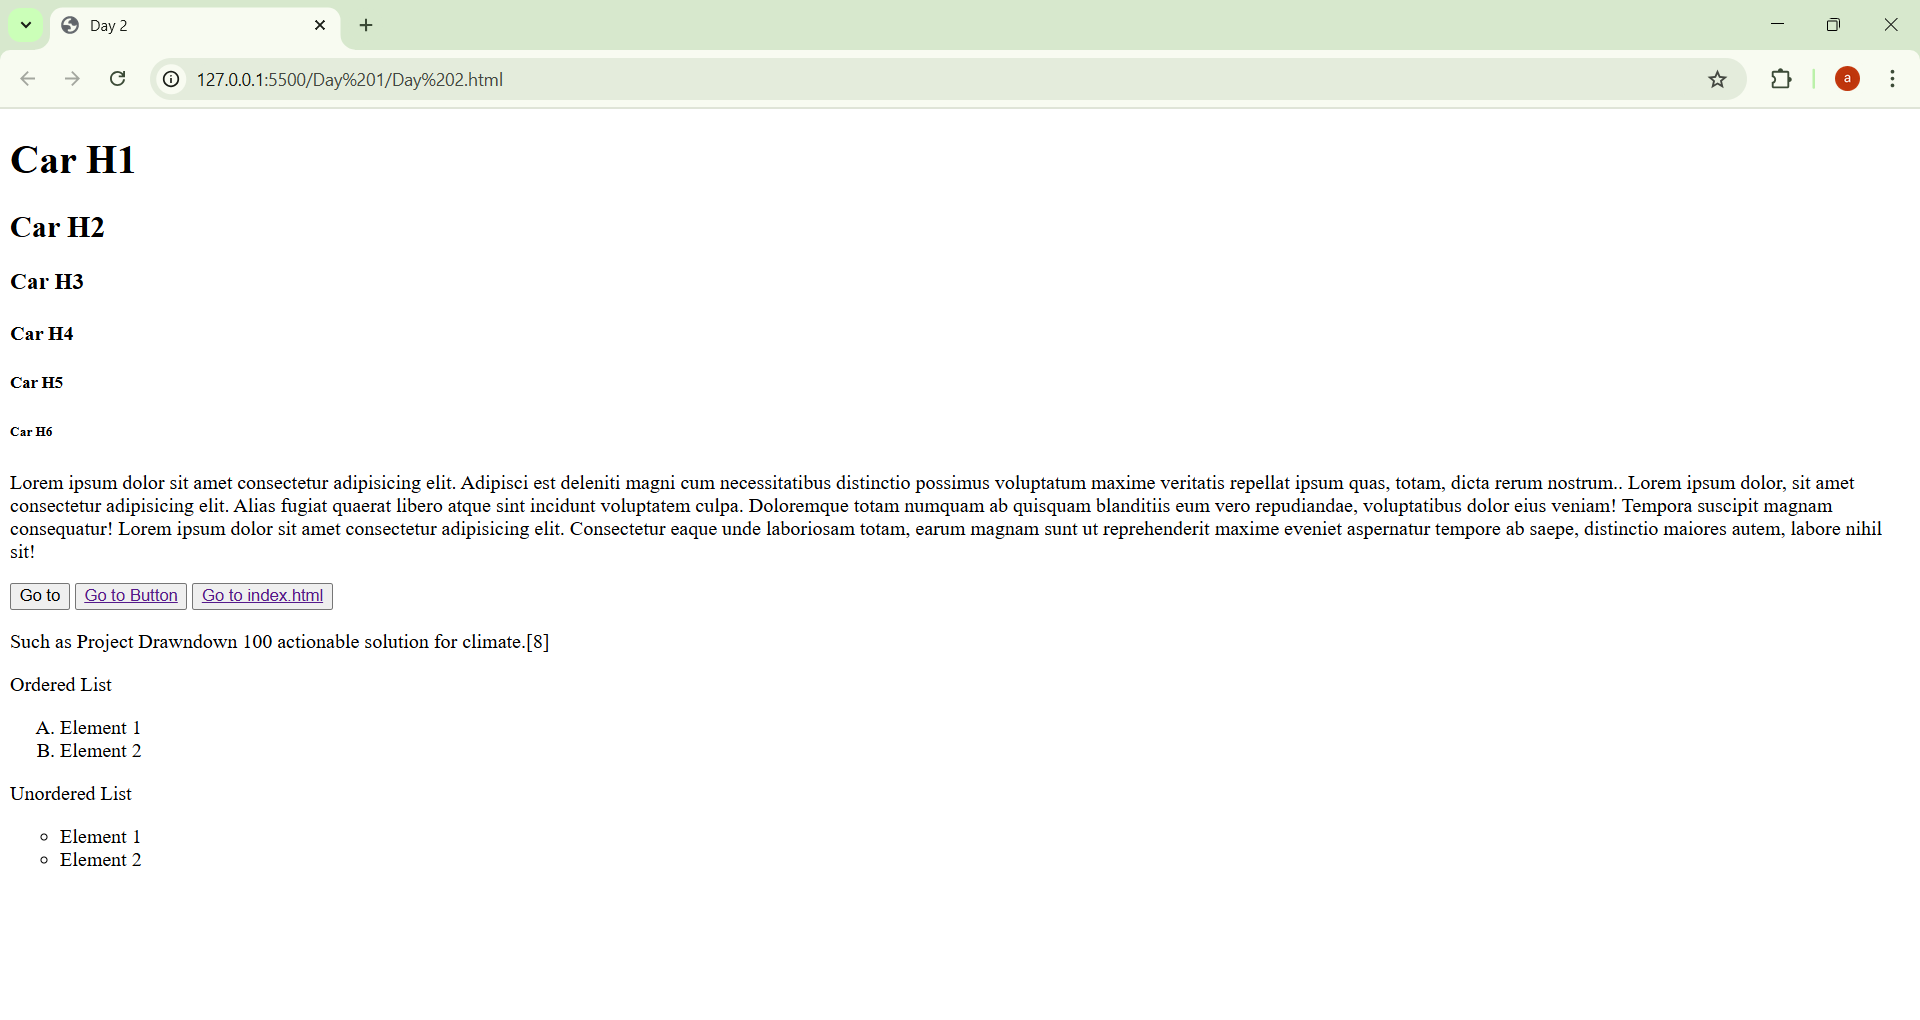 Day 2
127.0.0.1:5500/Day%201/Day%202.html
a
Car H1
Car H2
Car H3
Car H4
Car H5
Car H6
Lorem ipsum dolor sit amet consectetur adipisicing elit. Adipisci est deleniti magni cum necessitatibus distinctio possimus voluptatum maxime veritatis repellat ipsum quas, totam, dicta rerum nostrum.. Lorem ipsum dolor, sit amet
consectetur adipisicing elit. Alias fugiat quaerat libero atque sint incidunt voluptatem culpa. Doloremque totam numquam ab quisquam blanditiis eum vero repudiandae, voluptatibus dolor eius veniam! Tempora suscipit magnam
consequatur! Lorem ipsum dolor sit amet consectetur adipisicing elit. Consectetur eaque unde laboriosam totam, earum magnam sunt ut reprehenderit maxime eveniet aspernatur tempore ab saepe, distinctio maiores autem, labore nihil
sit!
Go to Go to Button Go to index.html
Such as Project Drawndown 100 actionable solution for climate.[8]
Ordered List
A. Element 1
B. Element 2
Unordered List
Element 1
Element 2